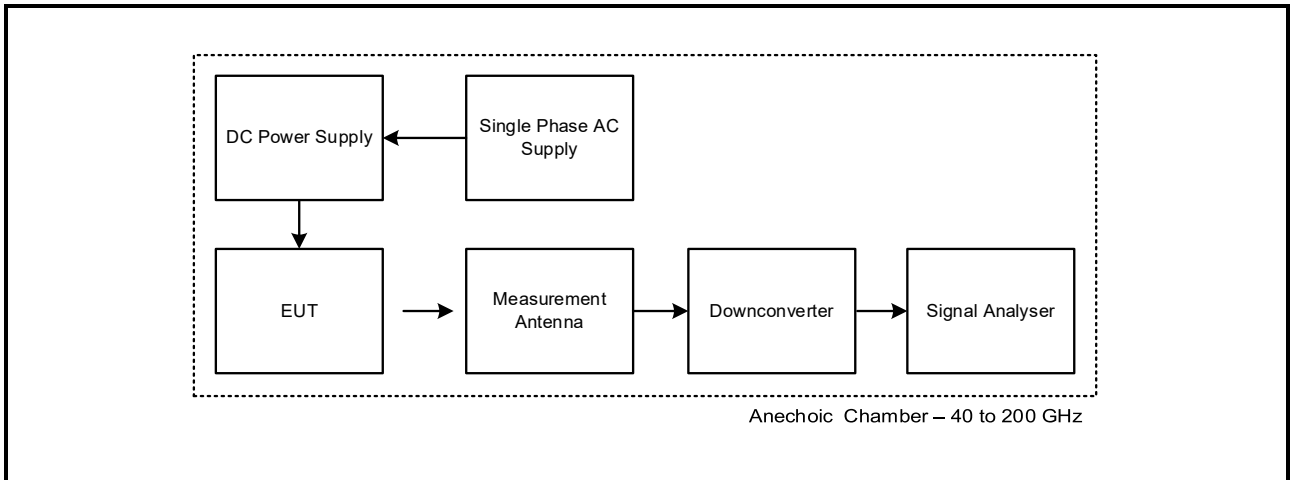 DC Power Supply
Single Phase AC
Supply
EUT
Measurement
Antenna
Downconverter
Signal Analyser
Anechoic Chamber – 40 to 200 GHz